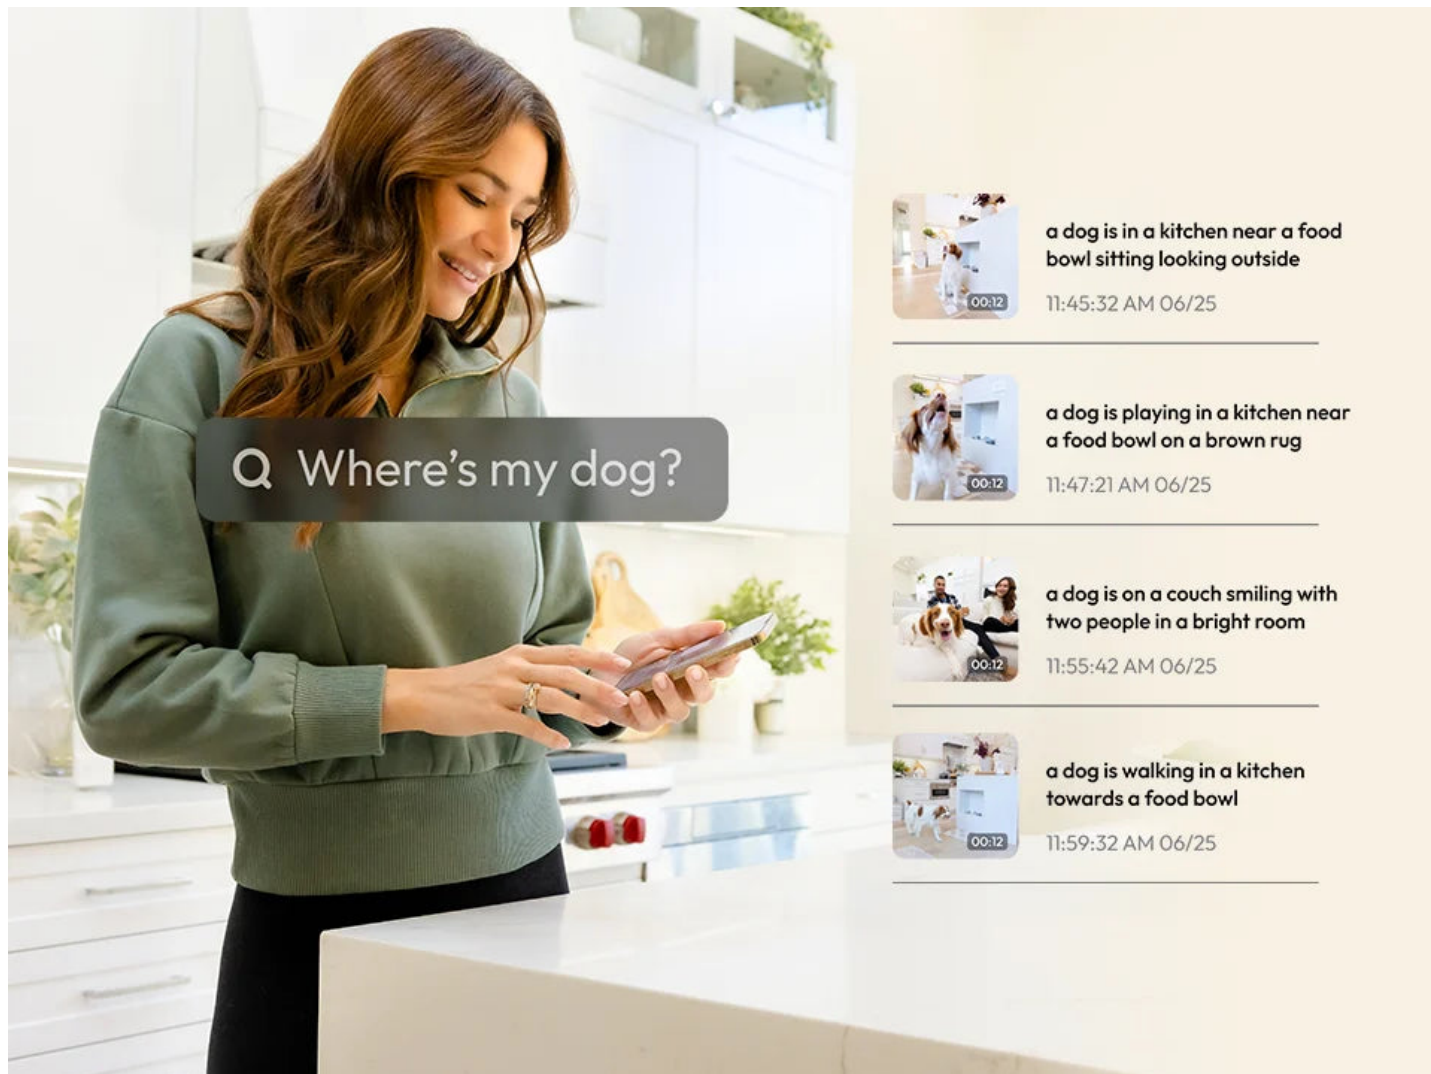 Where's my dog?
a dog is in a kitchen near a food
bowl sitting looking outside
00:12
11:45:32 AM 06/25
a dog is playing in a kitchen near
a food bowl on a brown rug
00:12
11:47:21 AM 06/25
a dog is on a couch smiling with
two people in a bright room
00:12
11:55:42 AM 06/25
a dog is walking in a kitchen
towards a food bowl
00:12
11:59:32 AM 06/25